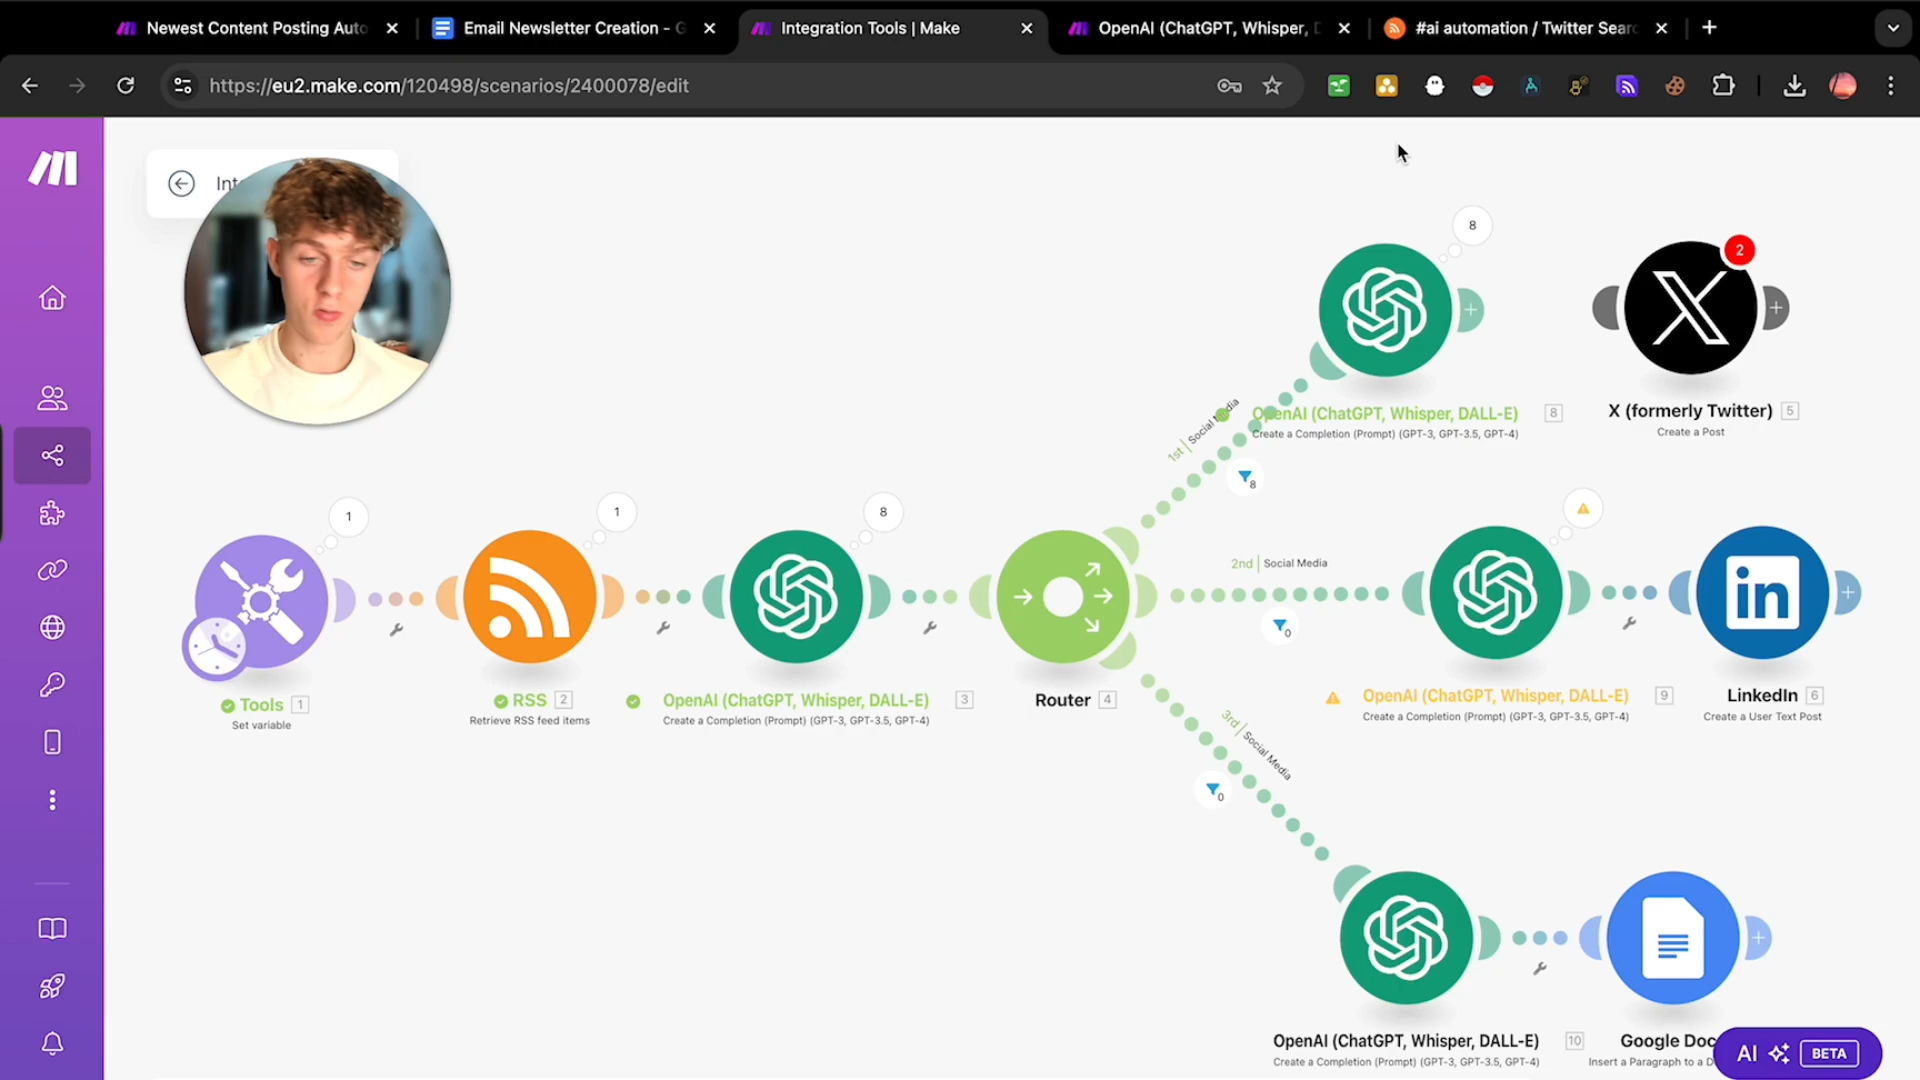 Newest Content Posting Auto
Email Newsletter Creation - G
Integration Tools | Make
OpenAI (ChatGPT, Whisper, D
#ai automation / Twitter Sear
https://eu2.make.com/120498/scenarios/2400078/edit
Int
8
2
1st | Social Media
OpenAI (ChatGPT, Whisper, DALL-E) 8
Create a Completion (Prompt) (GPT-3, GPT-3.5, GPT-4)
X (formerly Twitter) 5
Create a Post
8
1
1
8
2nd | Social Media
0
Tools 1
Set variable
RSS 2
Retrieve RSS feed items
OpenAI (ChatGPT, Whisper, DALL-E) 3
Create a Completion (Prompt) (GPT-3, GPT-3.5, GPT-4)
Router 4
OpenAI (ChatGPT, Whisper, DALL-E) 9
Create a Completion (Prompt) (GPT-3, GPT-3.5, GPT-4)
in
LinkedIn 6
Create a User Text Post
3rd | Social Media
0
OpenAI (ChatGPT, Whisper, DALL-E) 10
Create a Completion (Prompt) (GPT-3, GPT-3.5, GPT-4)
Google Doc
Insert a Paragraph to a D
AI BETA